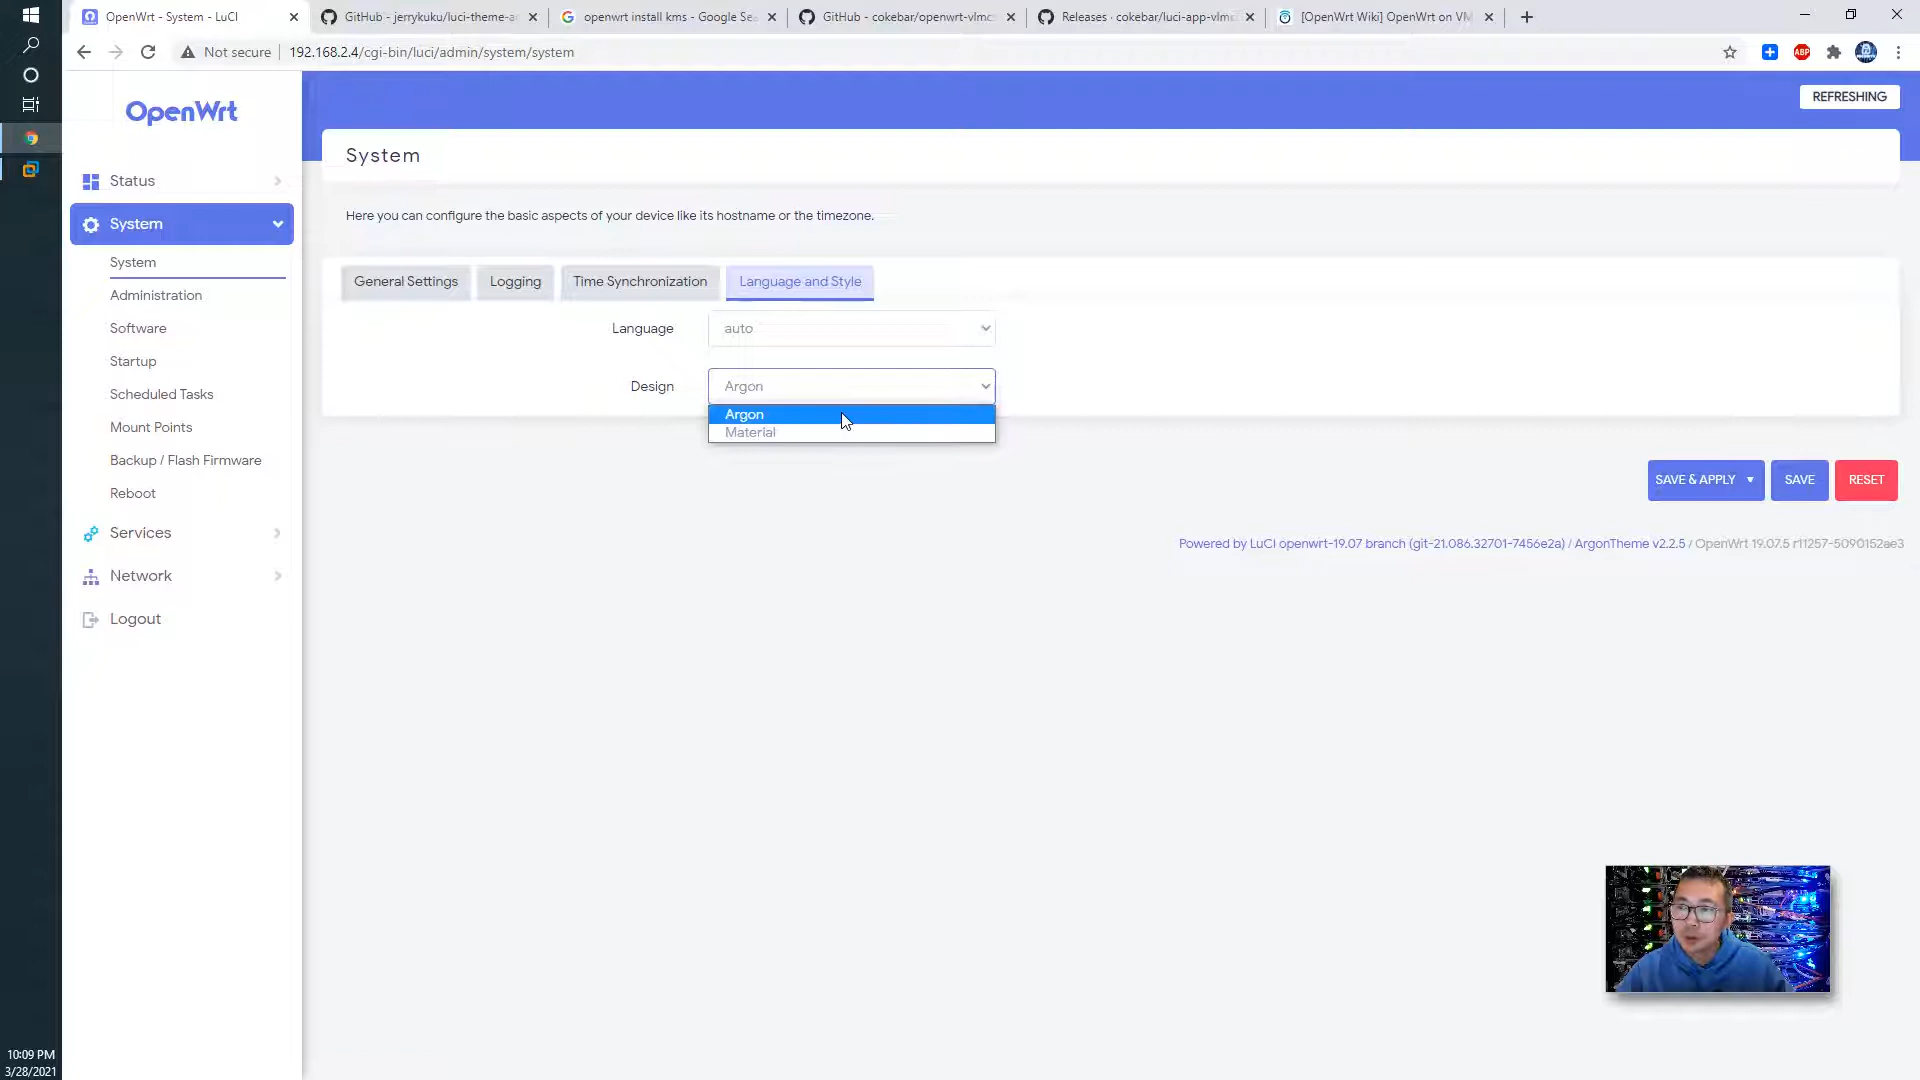 OpenWrt - System - LuCI
GitHub - jerrykuku/luci-theme-a
openwrt install kms - Google Se
GitHub - cokebar/openwrt-vlmc
Releases · cokebar/luci-app-vlm
[OpenWrt Wiki] OpenWrt on VM
Not secure
192.168.2.4/cgi-bin/luci/admin/system/system
ABP
OpenWrt
REFRESHING
System
Here you can configure the basic aspects of your device like its hostname or the timezone.
Status
System
System
Administration
Software
Startup
Scheduled Tasks
Mount Points
Backup / Flash Firmware
Reboot
Services
Network
Logout
General Settings
Logging
Time Synchronization
Language and Style
Language
auto
Design
Argon
Argon
Material
SAVE & APPLY
SAVE
RESET
Powered by LuCI openwrt-19.07 branch (git-21.086.32701-7456e2a) / ArgonTheme v2.2.5 / OpenWrt 19.07.5 r11257-5090152ae3
10:09 PM
3/28/2021